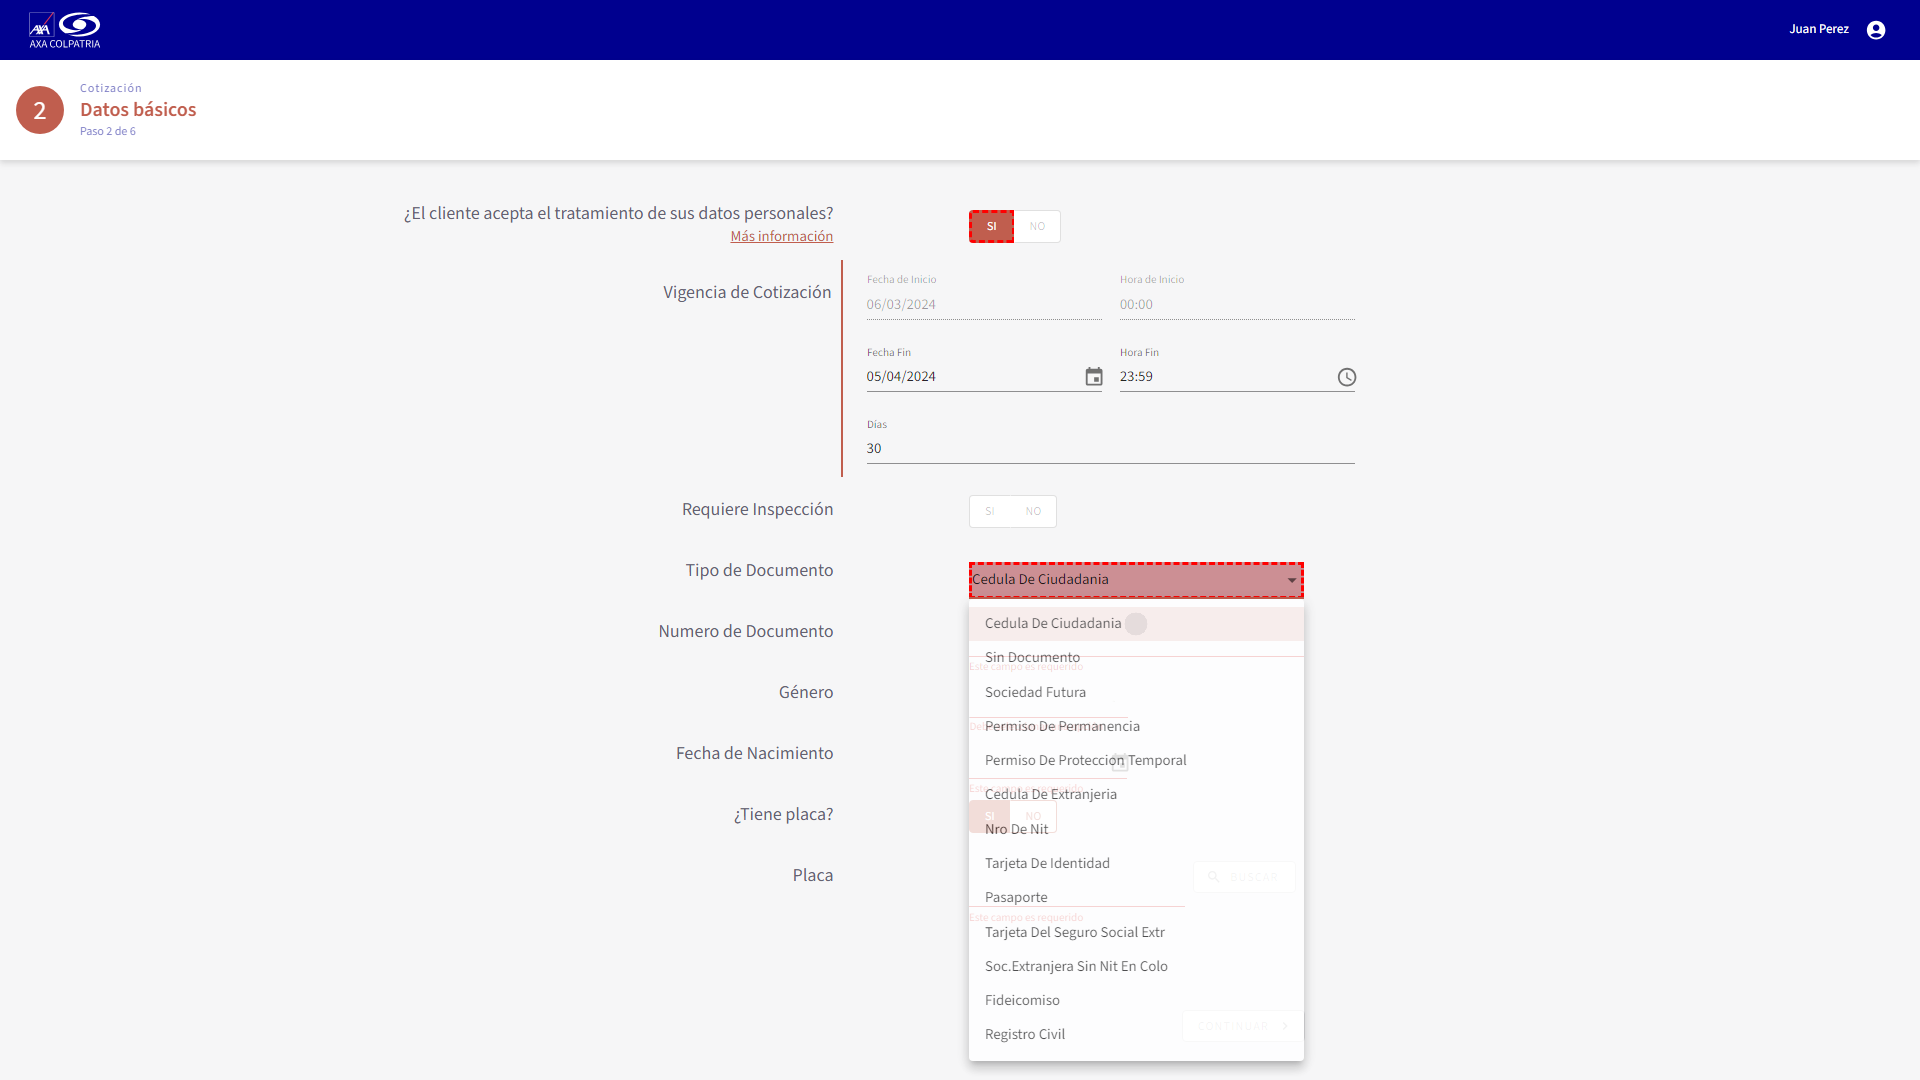 AXA
AXA COLPATRIA
Juan Perez
2
Cotización
Datos básicos
Paso 2 de 6
¿El cliente acepta el tratamiento de sus datos personales?
Más información
SI
NO
Vigencia de Cotización
Fecha de Inicio
06/03/2024
Hora de Inicio
00:00
Fecha Fin
05/04/2024
Hora Fin
23:59
Días
30
Requiere Inspección
SI
NO
Tipo de Documento
Cedula De Ciudadania
Numero de Documento
Cedula De Ciudadania
Sin Documento
Este campo es requerido
Género
Sociedad Futura
Permiso De Permanencia
Fecha de Nacimiento
Permiso De Proteccion Temporal
Cedula De Extranjeria
¿Tiene placa?
SI
NO
Nro De Nit
Tarjeta De Identidad
Placa
BUSCAR
Pasaporte
Este campo es requerido
Tarjeta Del Seguro Social Extr
Soc.Extranjera Sin Nit En Colo
Fideicomiso
Registro Civil
CONTINUAR